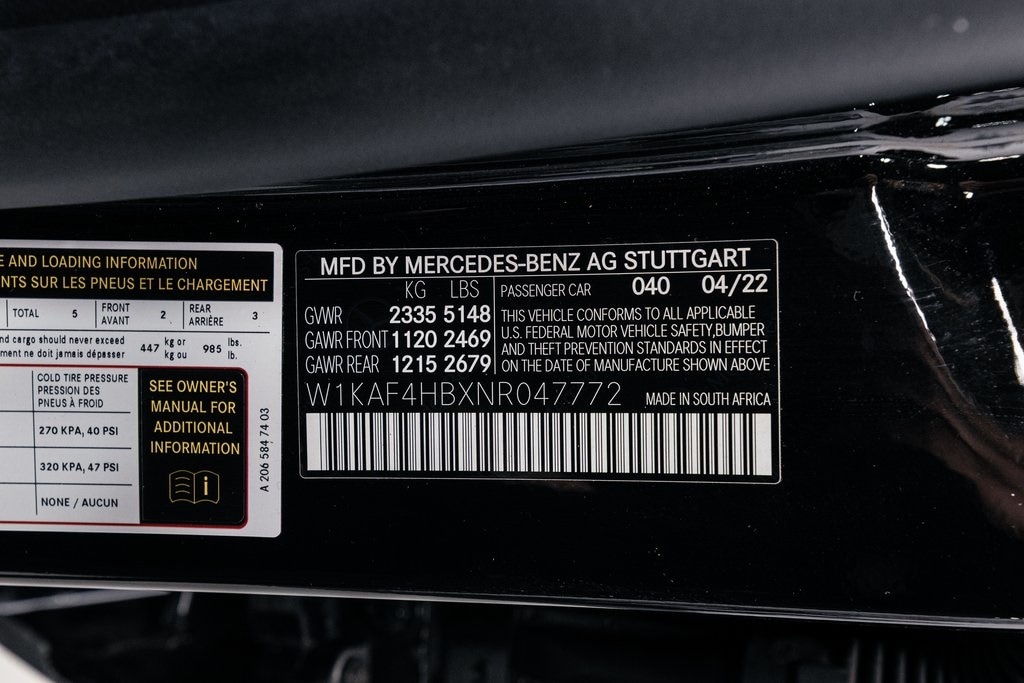 E AND LOADING INFORMATION
NTS SUR LES PNEUS ET LE CHARGEMENT
TOTAL 5 FRONT AVANT 2 REAR ARRIÈRE 3
nd cargo should never exceed
ment ne doit jamais dépasser
447 kg or kg ou 985 lbs. lb.
COLD TIRE PRESSURE
PRESSION DES
PNEUS À FROID
270 KPA, 40 PSI
320 KPA, 47 PSI
NONE / AUCUN
SEE OWNER'S
MANUAL FOR
ADDITIONAL
INFORMATION
i
A 206 584 74 03
MFD BY MERCEDES-BENZ AG STUTTGART
KG LBS
GVWR 2335 5148
GAWR FRONT 1120 2469
GAWR REAR 1215 2679
PASSENGER CAR 040 04/22
THIS VEHICLE CONFORMS TO ALL APPLICABLE
U.S. FEDERAL MOTOR VEHICLE SAFETY,BUMPER
AND THEFT PREVENTION STANDARDS IN EFFECT
ON THE DATE OF MANUFACTURE SHOWN ABOVE
W1KAF4HBXNR047772 MADE IN SOUTH AFRICA